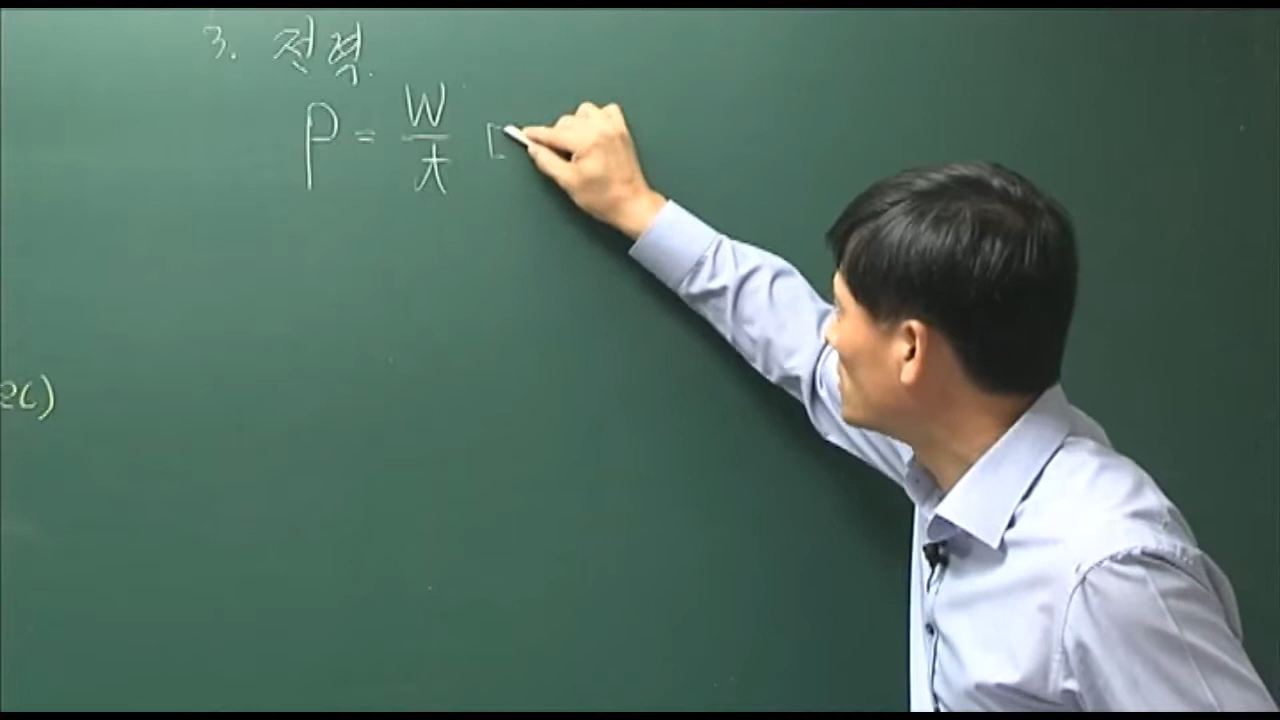 3. 전력.
P = W/t [
ec)